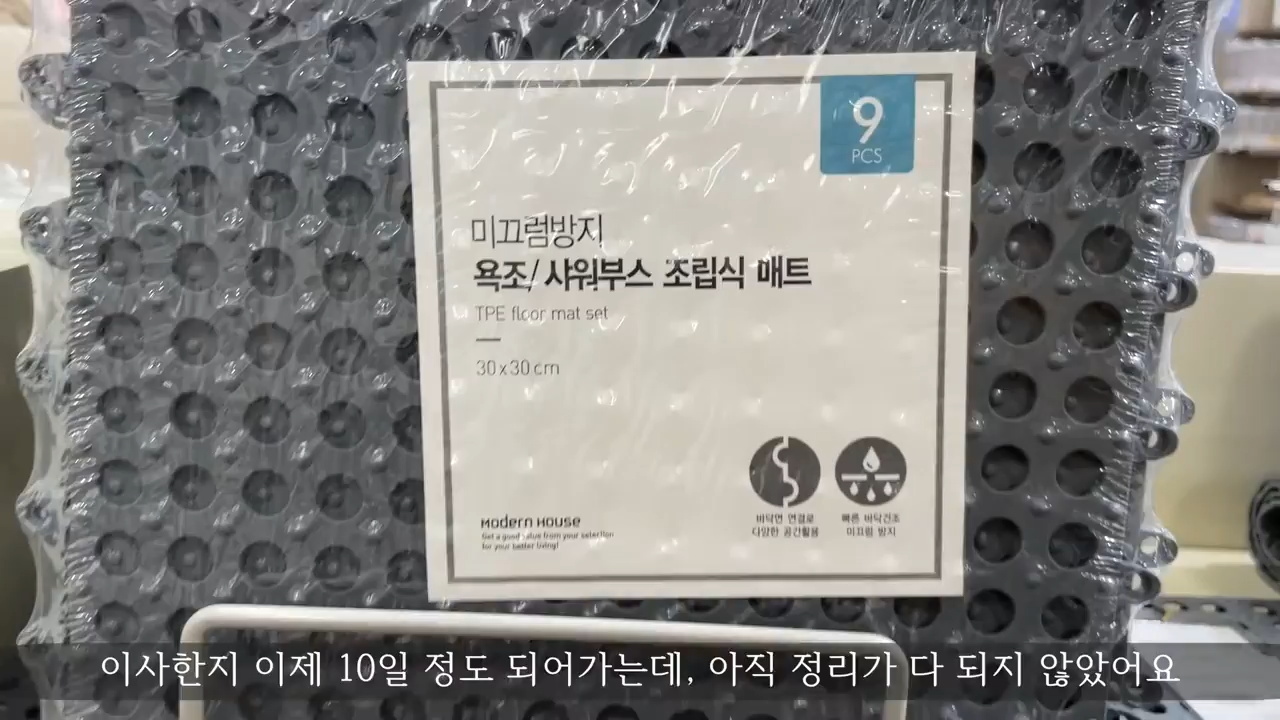 9
PCS
미끄럼방지
욕조/ 샤워부스 조립식 매트
TPE floor mat set
30 x 30 cm
바닥면 연결로
다양한 공간활용
빠른 바닥건조
미끄럼 방지
MODERN HOUSE
Get a good value from your selection
for your better living!
이사한지 이제 10일 정도 되어가는데, 아직 정리가 다 되지 않았어요